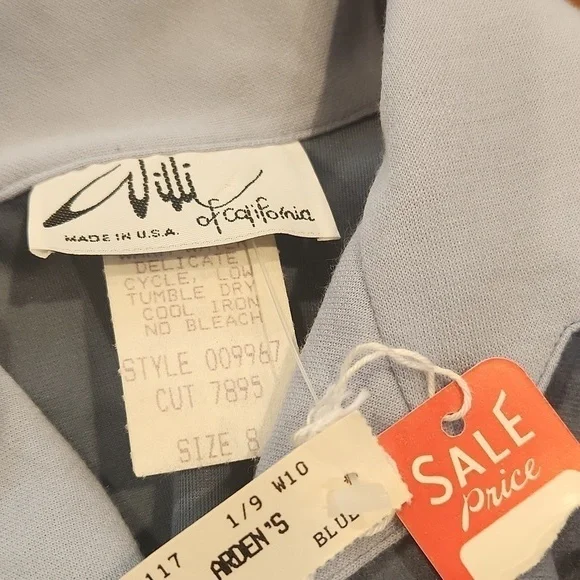 Willi
of California
MADE IN U.S.A.
DELICATE
CYCLE, LOW
TUMBLE DRY
COOL IRON
NO BLEACH
STYLE 009967
CUT 7895
SIZE 8
117
1/9 W10
ARDEN'S
BLUE
SALE
Price